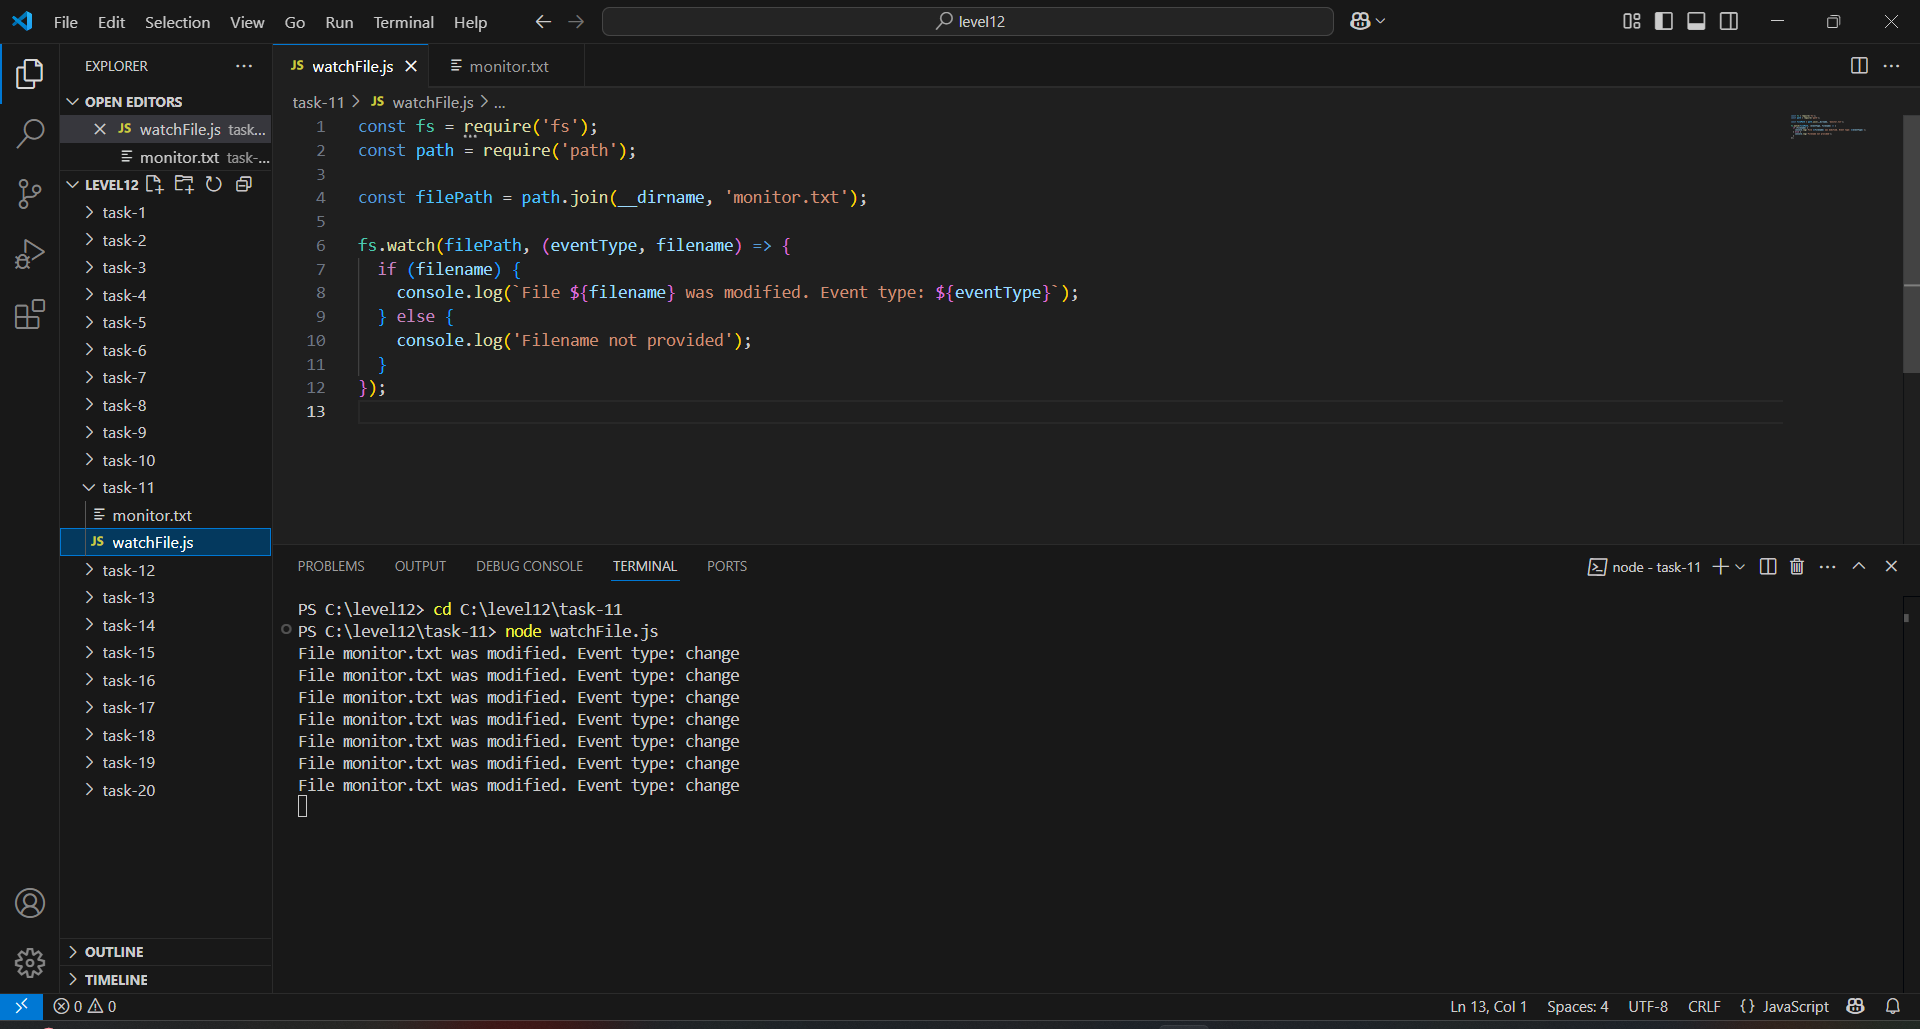 File Edit Selection View Go Run Terminal Help
level12
EXPLORER
OPEN EDITORS
JS watchFile.js task...
monitor.txt task-...
LEVEL12
task-1
task-2
task-3
task-4
task-5
task-6
task-7
task-8
task-9
task-10
task-11
monitor.txt
JS watchFile.js
task-12
task-13
task-14
task-15
task-16
task-17
task-18
task-19
task-20
OUTLINE
TIMELINE
JS watchFile.js monitor.txt
task-11 > JS watchFile.js > ...
1 const fs = require('fs');
2 const path = require('path');
3
4 const filePath = path.join(__dirname, 'monitor.txt');
5
6 fs.watch(filePath, (eventType, filename) => {
7 if (filename) {
8 console.log(`File ${filename} was modified. Event type: ${eventType}`);
9 } else {
10 console.log('Filename not provided');
11 }
12 });
13
PROBLEMS OUTPUT DEBUG CONSOLE TERMINAL PORTS
node - task-11
PS C:\level12> cd C:\level12\task-11
PS C:\level12\task-11> node watchFile.js
File monitor.txt was modified. Event type: change
File monitor.txt was modified. Event type: change
File monitor.txt was modified. Event type: change
File monitor.txt was modified. Event type: change
File monitor.txt was modified. Event type: change
File monitor.txt was modified. Event type: change
File monitor.txt was modified. Event type: change
0 0
Ln 13, Col 1 Spaces: 4 UTF-8 CRLF {} JavaScript